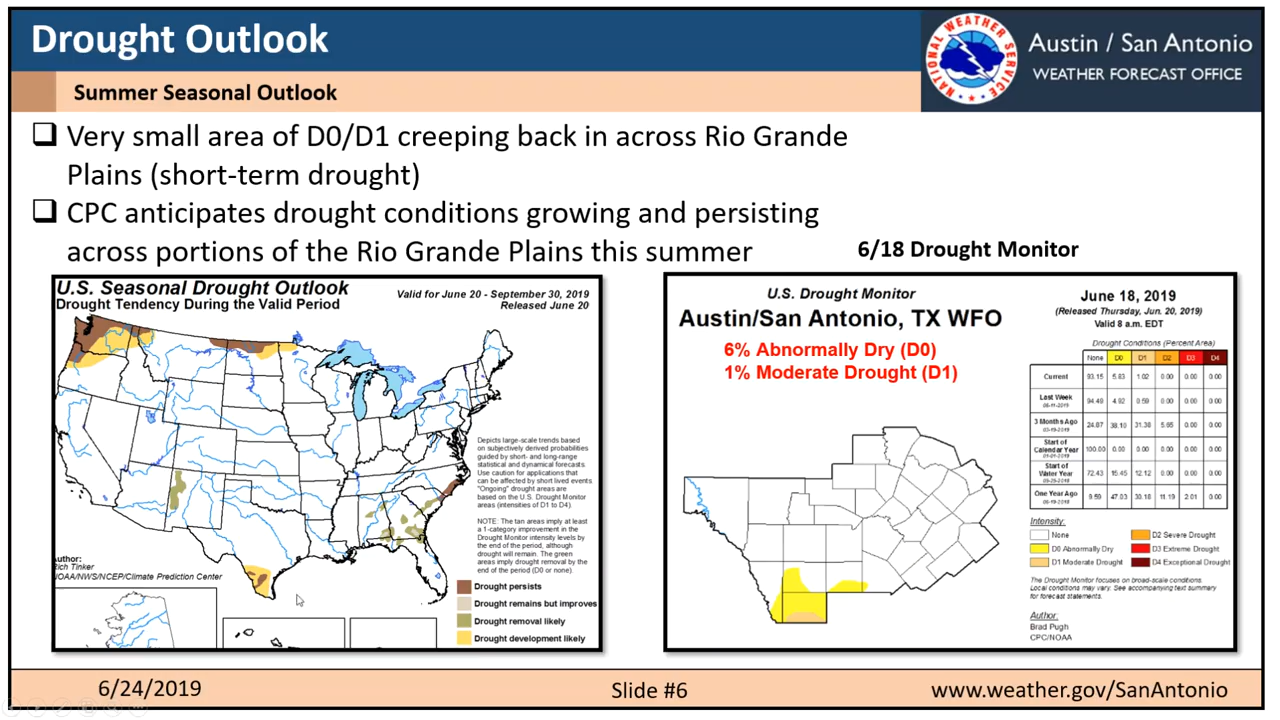 Drought Outlook
Summer Seasonal Outlook
NATIONAL WEATHER SERVICE
Austin / San Antonio
WEATHER FORECAST OFFICE
Very small area of D0/D1 creeping back in across Rio Grande
Plains (short-term drought)
CPC anticipates drought conditions growing and persisting
across portions of the Rio Grande Plains this summer
6/18 Drought Monitor
U.S. Seasonal Drought Outlook
Drought Tendency During the Valid Period
Valid for June 20 - September 30, 2019
Released June 20
Depicts large-scale trends based
on subjectively derived probabilities
guided by short- and long-range
statistical and dynamical forecasts.
Use caution for applications that
can be affected by short lived events.
"Ongoing" drought areas are
based on the U.S. Drought Monitor
areas (intensities of D1 to D4).
NOTE: The tan areas imply at least
a 1-category improvement in the
Drought Monitor intensity levels by
the end of the period, although
drought will remain. The green
areas imply drought removal by the
end of the period (D0 or none).
Author:
Rich Tinker
NOAA/NWS/NCEP/Climate Prediction Center
Drought persists
Drought remains but improves
Drought removal likely
Drought development likely
U.S. Drought Monitor
Austin/San Antonio, TX WFO
6% Abnormally Dry (D0)
1% Moderate Drought (D1)
June 18, 2019
(Released Thursday, Jun. 20, 2019)
Valid 8 a.m. EDT
Drought Conditions (Percent Area)
None D0 D1 D2 D3 D4
Current 93.15 5.83 1.02 0.00 0.00 0.00
Last Week 94.49 4.92 0.59 0.00 0.00 0.00
06-11-2019
3 Months Ago 24.87 38.10 31.38 5.65 0.00 0.00
03-19-2019
Start of
Calendar Year 100.00 0.00 0.00 0.00 0.00 0.00
01-01-2019
Start of
Water Year 72.43 15.45 12.12 0.00 0.00 0.00
One Year Ago 9.59 47.03 30.18 11.19 2.01 0.00
06-19-2018
Intensity:
None
D0 Abnormally Dry
D1 Moderate Drought
D2 Severe Drought
D3 Extreme Drought
D4 Exceptional Drought
The Drought Monitor focuses on broad-scale conditions.
Local conditions may vary. See accompanying text summary
for forecast statements.
Author:
Brad Pugh
CPC/NOAA
6/24/2019
Slide #6
www.weather.gov/SanAntonio